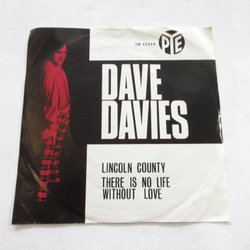 PYE
DAVE
DAVIES
LINCOLN COUNTY
THERE IS NO LIFE
WITHOUT LOVE